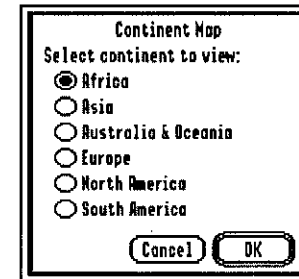 Continent Map
Select continent to view:
Africa
Asia
Australia & Oceania
Europe
North America
South America
Cancel OK